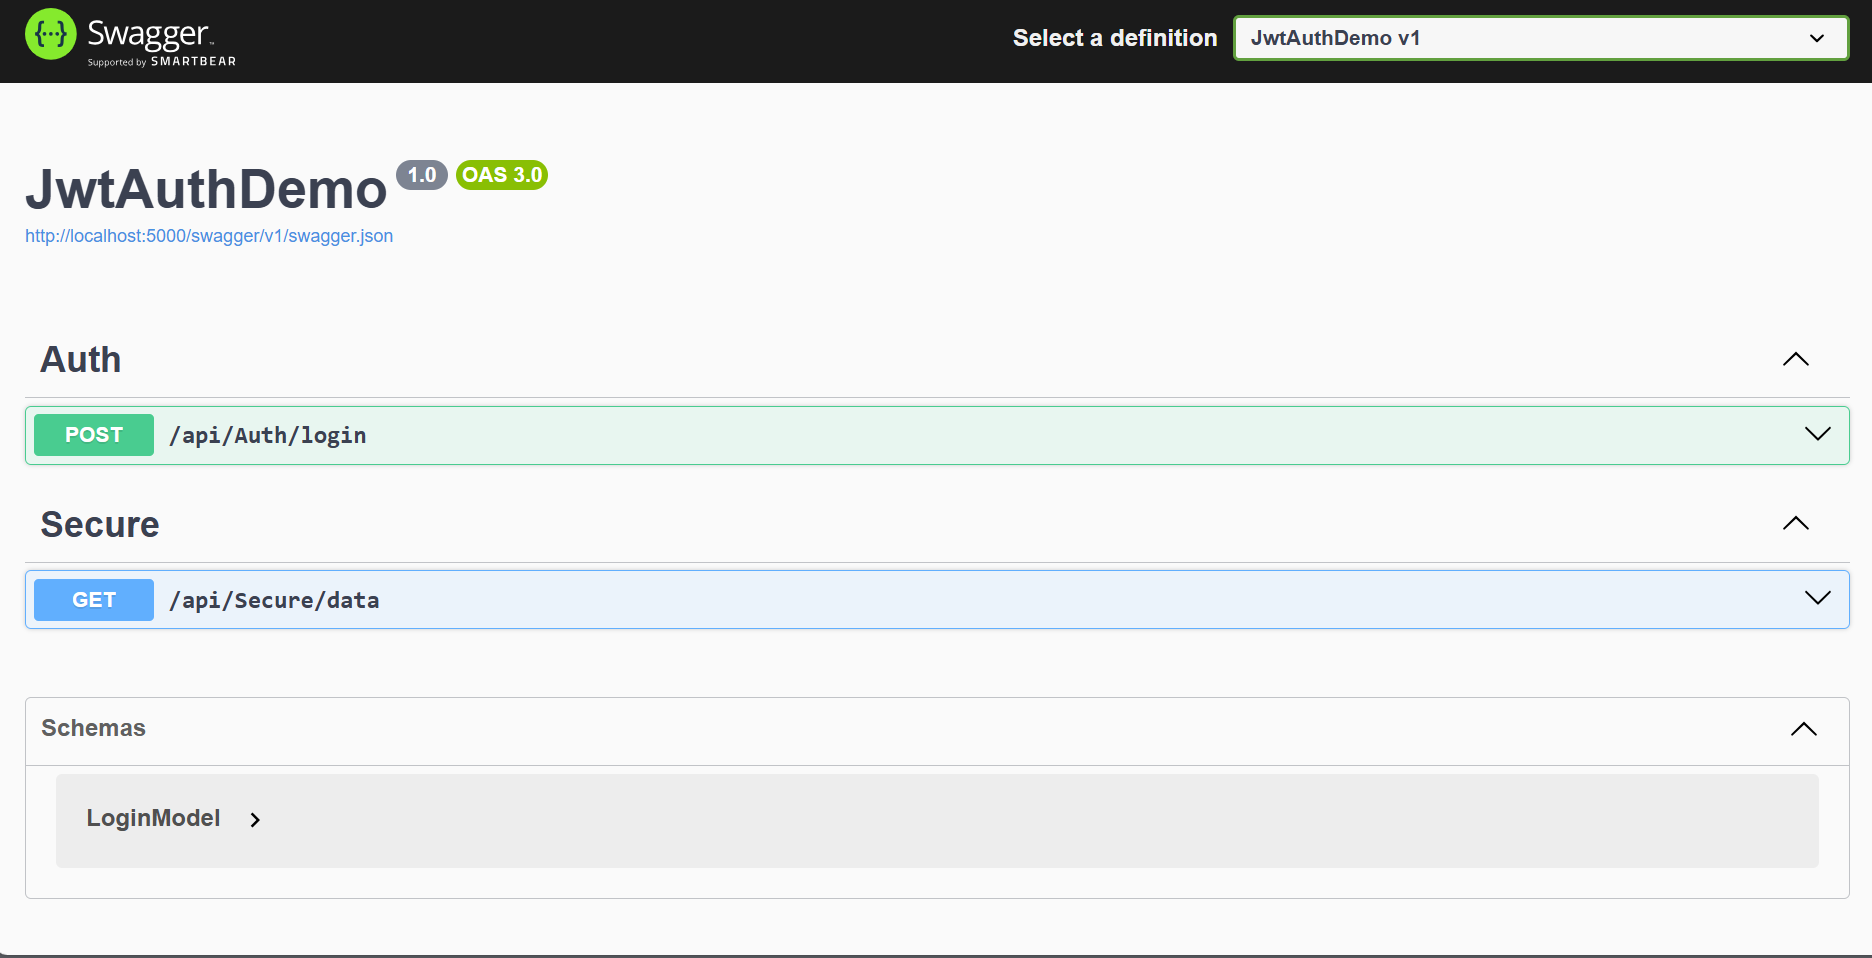 Swagger™
Supported by SMARTBEAR
Select a definition
JwtAuthDemo v1
JwtAuthDemo 1.0 OAS 3.0
http://localhost:5000/swagger/v1/swagger.json
Auth
POST /api/Auth/login
Secure
GET /api/Secure/data
Schemas
LoginModel